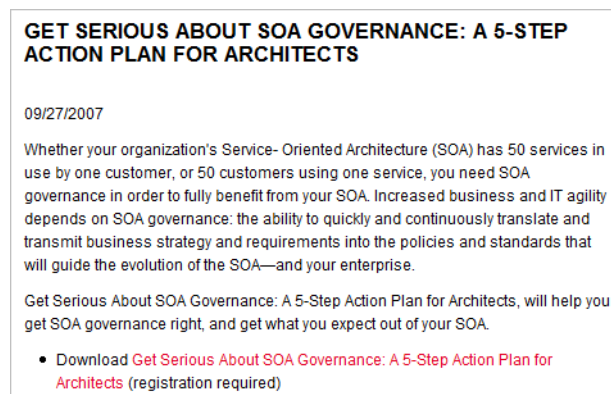 GET SERIOUS ABOUT SOA GOVERNANCE: A 5-STEP
ACTION PLAN FOR ARCHITECTS
09/27/2007
Whether your organization's Service- Oriented Architecture (SOA) has 50 services in
use by one customer, or 50 customers using one service, you need SOA
governance in order to fully benefit from your SOA. Increased business and IT agility
depends on SOA governance: the ability to quickly and continuously translate and
transmit business strategy and requirements into the policies and standards that
will guide the evolution of the SOA—and your enterprise.
Get Serious About SOA Governance: A 5-Step Action Plan for Architects, will help you
get SOA governance right, and get what you expect out of your SOA.
• Download Get Serious About SOA Governance: A 5-Step Action Plan for
Architects (registration required)